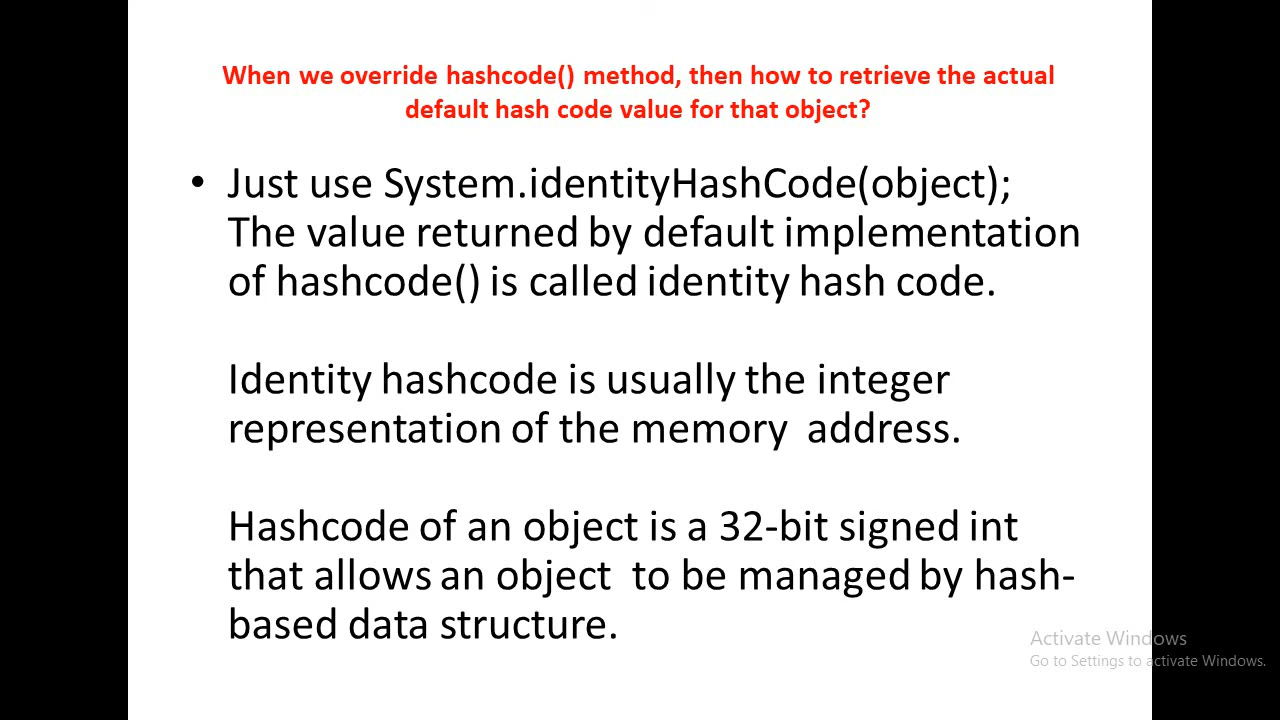 When we override hashcode() method, then how to retrieve the actual
default hash code value for that object?
• Just use System.identityHashCode(object);
The value returned by default implementation
of hashcode() is called identity hash code.
Identity hashcode is usually the integer
representation of the memory  address.
Hashcode of an object is a 32-bit signed int
that allows an object  to be managed by hash-
based data structure.
Activate Windows
Go to Settings to activate Windows.